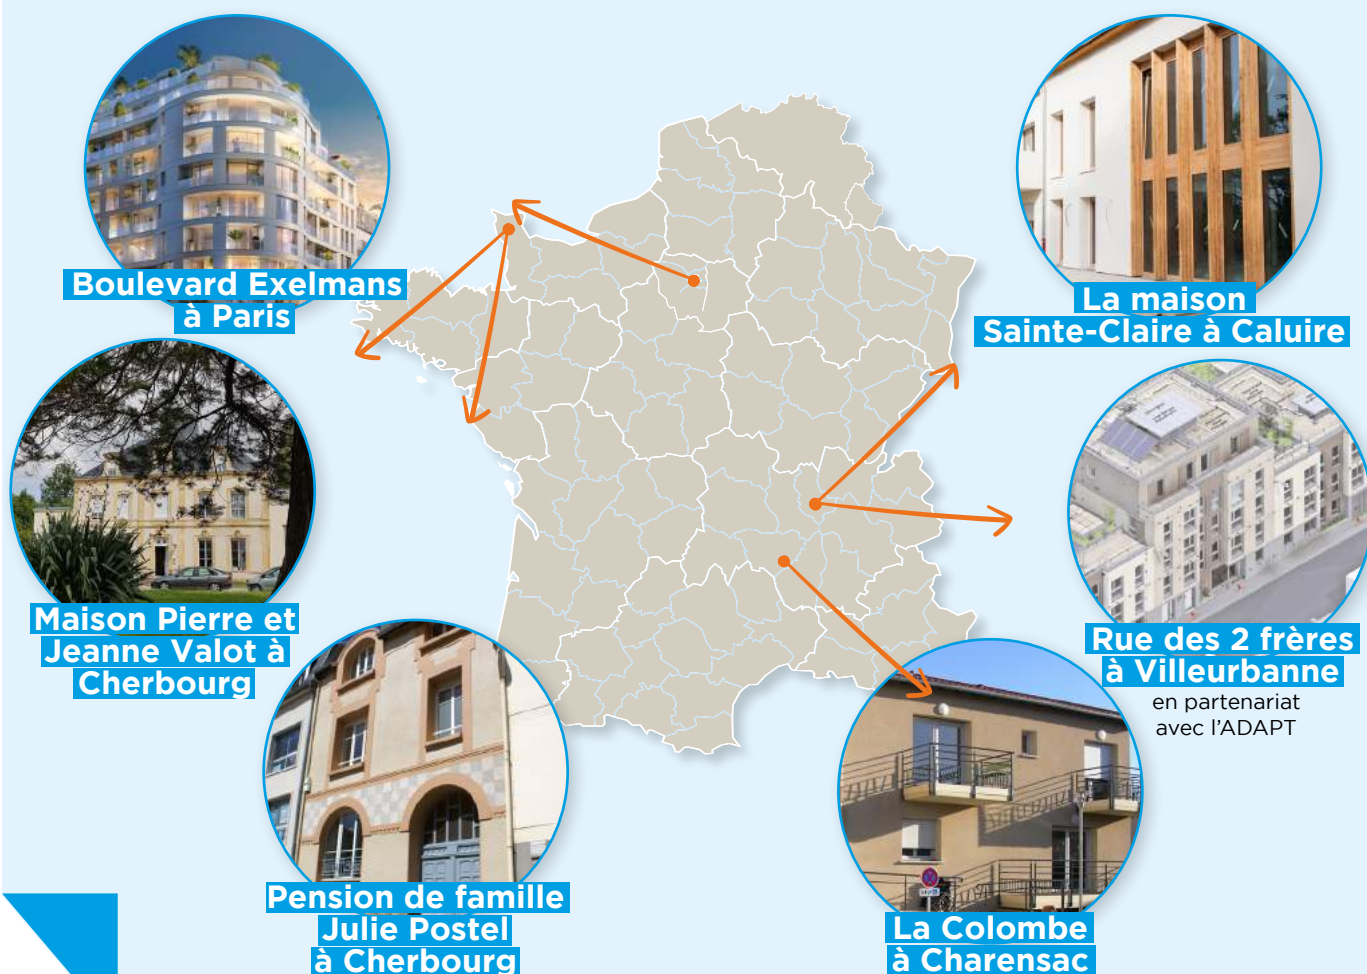 Boulevard Exelmans
à Paris
La maison
Sainte-Claire à Caluire
Maison Pierre et
Jeanne Valot à
Cherbourg
Rue des 2 frères
à Villeurbanne
en partenariat
avec l'ADAPT
Pension de famille
Julie Postel
à Cherbourg
La Colombe
à Charensac